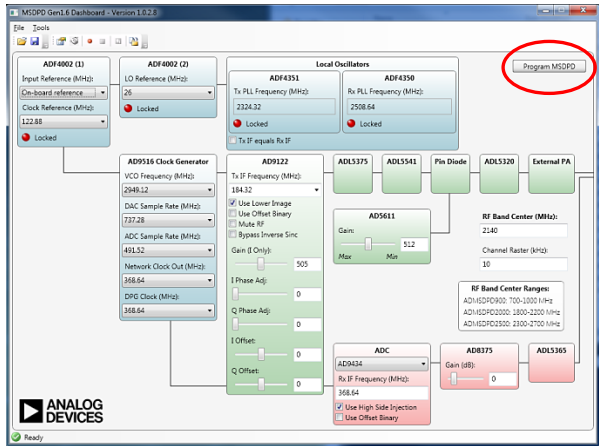 MSDPD Gen1.6 Dashboard - Version 1.0.2.8
File Tools
Program MSDPD
ADF4002 (1)
Input Reference (MHz):
On-board reference
Clock Reference (MHz):
122.88
Locked
ADF4002 (2)
LO Reference (MHz):
26
Locked
Local Oscillators
ADF4351
Tx PLL Frequency (MHz):
2324.32
Locked
ADF4350
Rx PLL Frequency (MHz):
2508.64
Locked
Tx IF equals Rx IF
AD9516 Clock Generator
VCO Frequency (MHz):
2949.12
DAC Sample Rate (MHz):
737.28
ADC Sample Rate (MHz):
491.52
Network Clock Out (MHz):
368.64
DPG Clock (MHz):
368.64
AD9122
Tx IF Frequency (MHz):
184.32
Use Lower Image
Use Offset Binary
Mute RF
Bypass Inverse Sinc
Gain (I Only):
505
I Phase Adj:
0
Q Phase Adj:
0
I Offset:
0
Q Offset:
0
ADL5375
ADL5541
Pin Diode
ADL5320
External PA
AD5611
Gain:
512
Max Min
RF Band Center (MHz):
2140
Channel Raster (kHz):
10
RF Band Center Ranges:
ADMSDPD900: 700-1000 MHz
ADMSDPD2000: 1800-2200 MHz
ADMSDPD2500: 2300-2700 MHz
ADC
AD9434
Rx IF Frequency (MHz):
368.64
Use High Side Injection
Use Offset Binary
AD8375
Gain (dB):
0
ADL5365
ANALOG
DEVICES
Ready